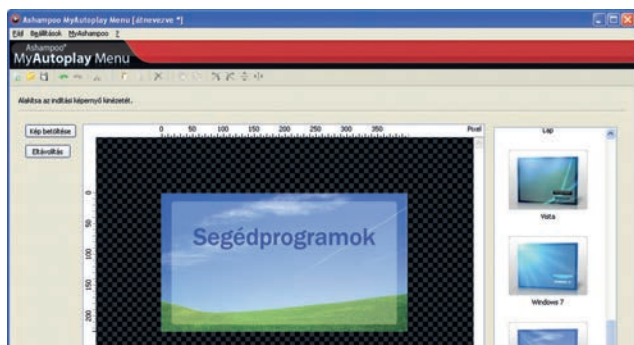 Ashampoo MyAutoplay Menu [átnevezve *]
Fájl Beállítások MyAshampoo ?
Ashampoo®
MyAutoplay Menu
Alakítsa az indítási képernyő kinézetét.
Kép betöltése
Eltávolítás
0 50 100 150 200 250 300 350 Pixel
0
50
100
150
200
Segédprogramok
Lap
Vista
Windows 7